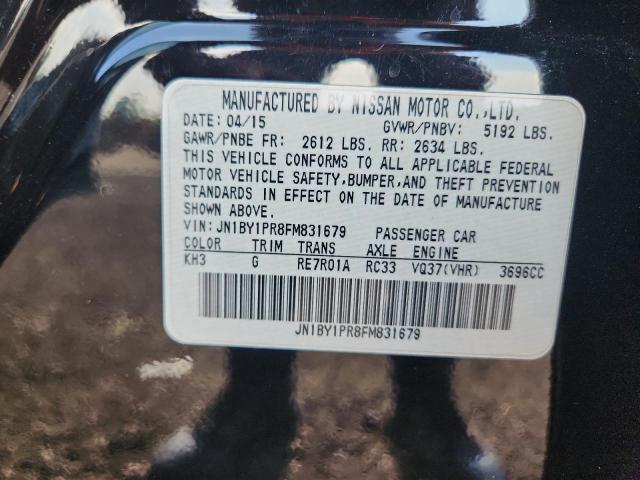 MANUFACTURED BY NISSAN MOTOR CO.,LTD.
DATE: 04/15 GVWR/PNBV: 5192 LBS.
GAWR/PNBE FR: 2612 LBS. RR: 2634 LBS.
THIS VEHICLE CONFORMS TO ALL APPLICABLE FEDERAL
MOTOR VEHICLE SAFETY,BUMPER,AND THEFT PREVENTION
STANDARDS IN EFFECT ON THE DATE OF MANUFACTURE
SHOWN ABOVE.
VIN: JN1BY1PR8FM831679 PASSENGER CAR
COLOR TRIM TRANS AXLE ENGINE
KH3 G RE7R01A RC33 VQ37(VHR) 3696CC
JN1BY1PR8FM831679